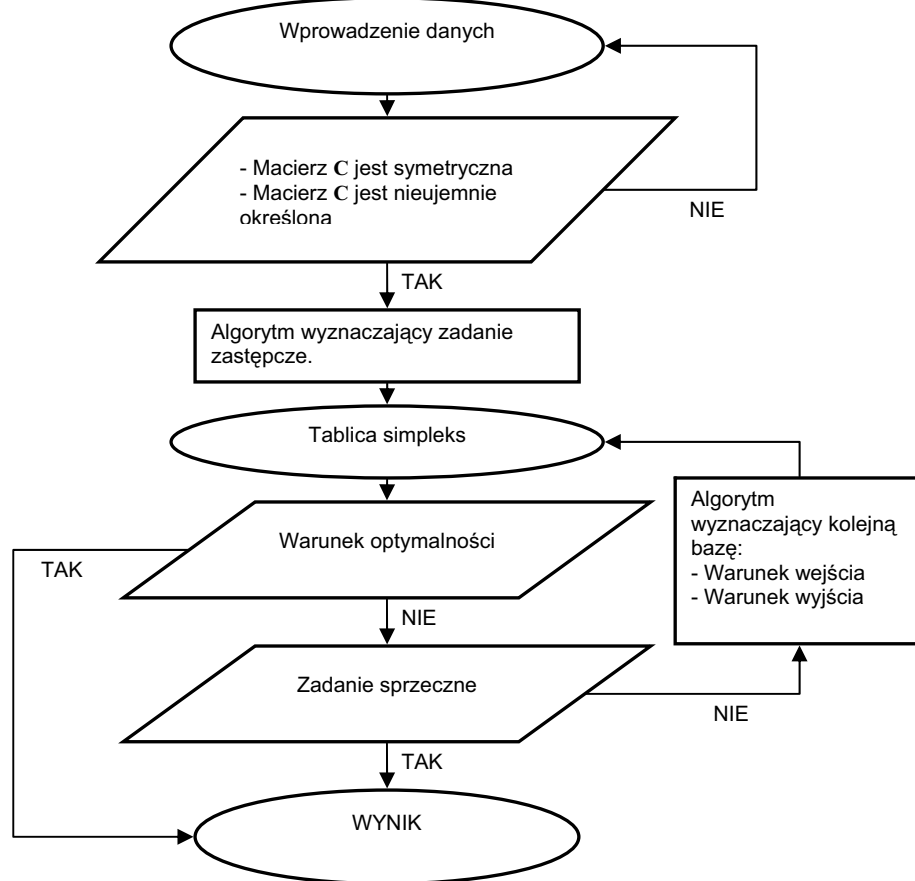 Wprowadzenie danych
- Macierz C jest symetryczna
- Macierz C jest nieujemnie
określona
NIE
TAK
Algorytm wyznaczający zadanie
zastępcze.
Tablica simpleks
Algorytm
wyznaczający kolejną
bazę:
- Warunek wejścia
- Warunek wyjścia
Warunek optymalności
TAK
NIE
Zadanie sprzeczne
NIE
TAK
WYNIK